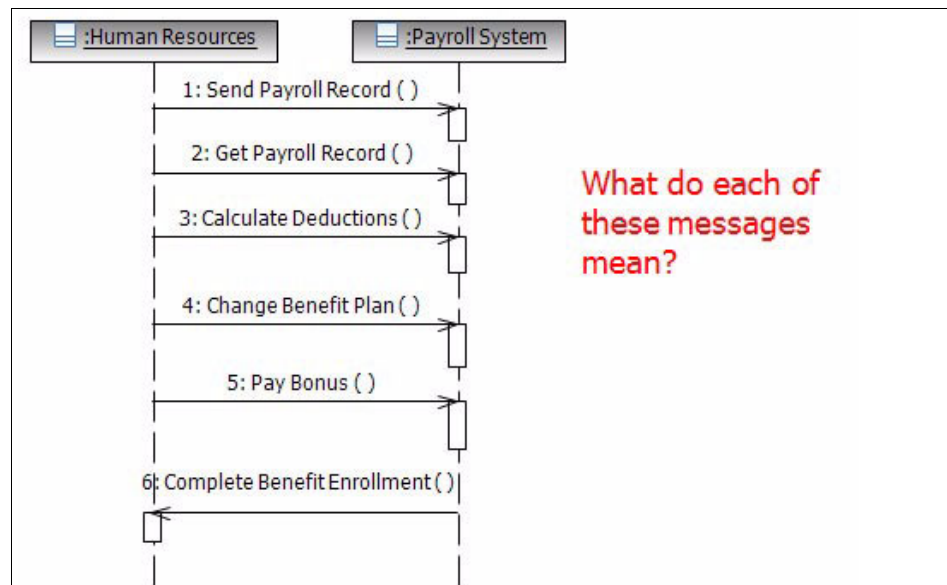 :Human Resources
:Payroll System
1: Send Payroll Record ( )
2: Get Payroll Record ( )
3: Calculate Deductions ( )
4: Change Benefit Plan ( )
5: Pay Bonus ( )
6: Complete Benefit Enrollment ( )
What do each of
these messages
mean?